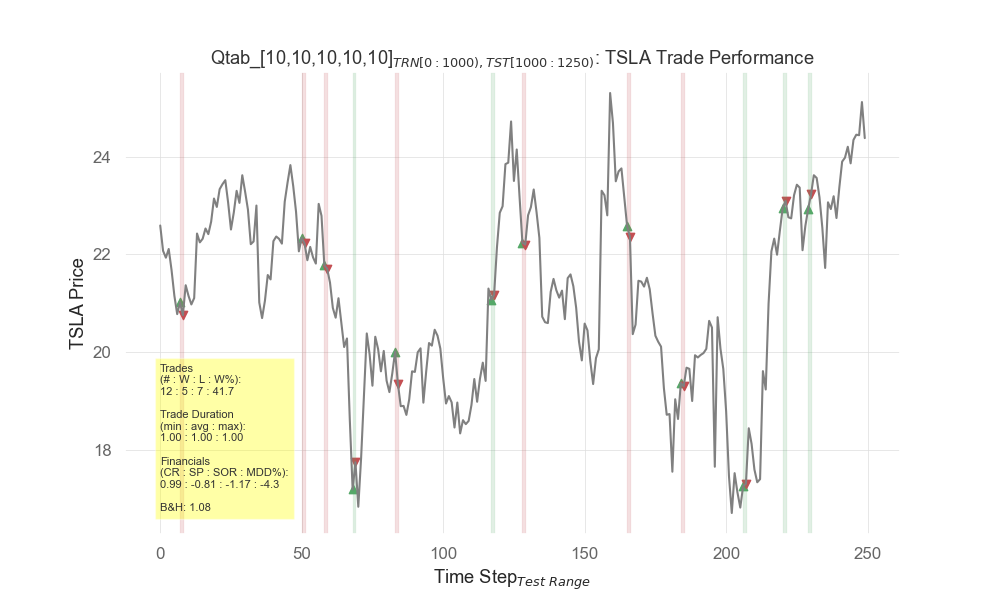 Qtab_[10,10,10,10,10]TRN[0 : 1000), TST[1000 : 1250): TSLA Trade Performance
TSLA Price
24
22
20
18
Trades
(# : W : L : W%):
12 : 5 : 7 : 41.7
Trade Duration
(min : avg : max):
1.00 : 1.00 : 1.00
Financials
(CR : SP : SOR : MDD%):
0.99 : -0.81 : -1.17 : -4.3
B&H: 1.08
0 50 100 150 200 250
Time StepTest Range